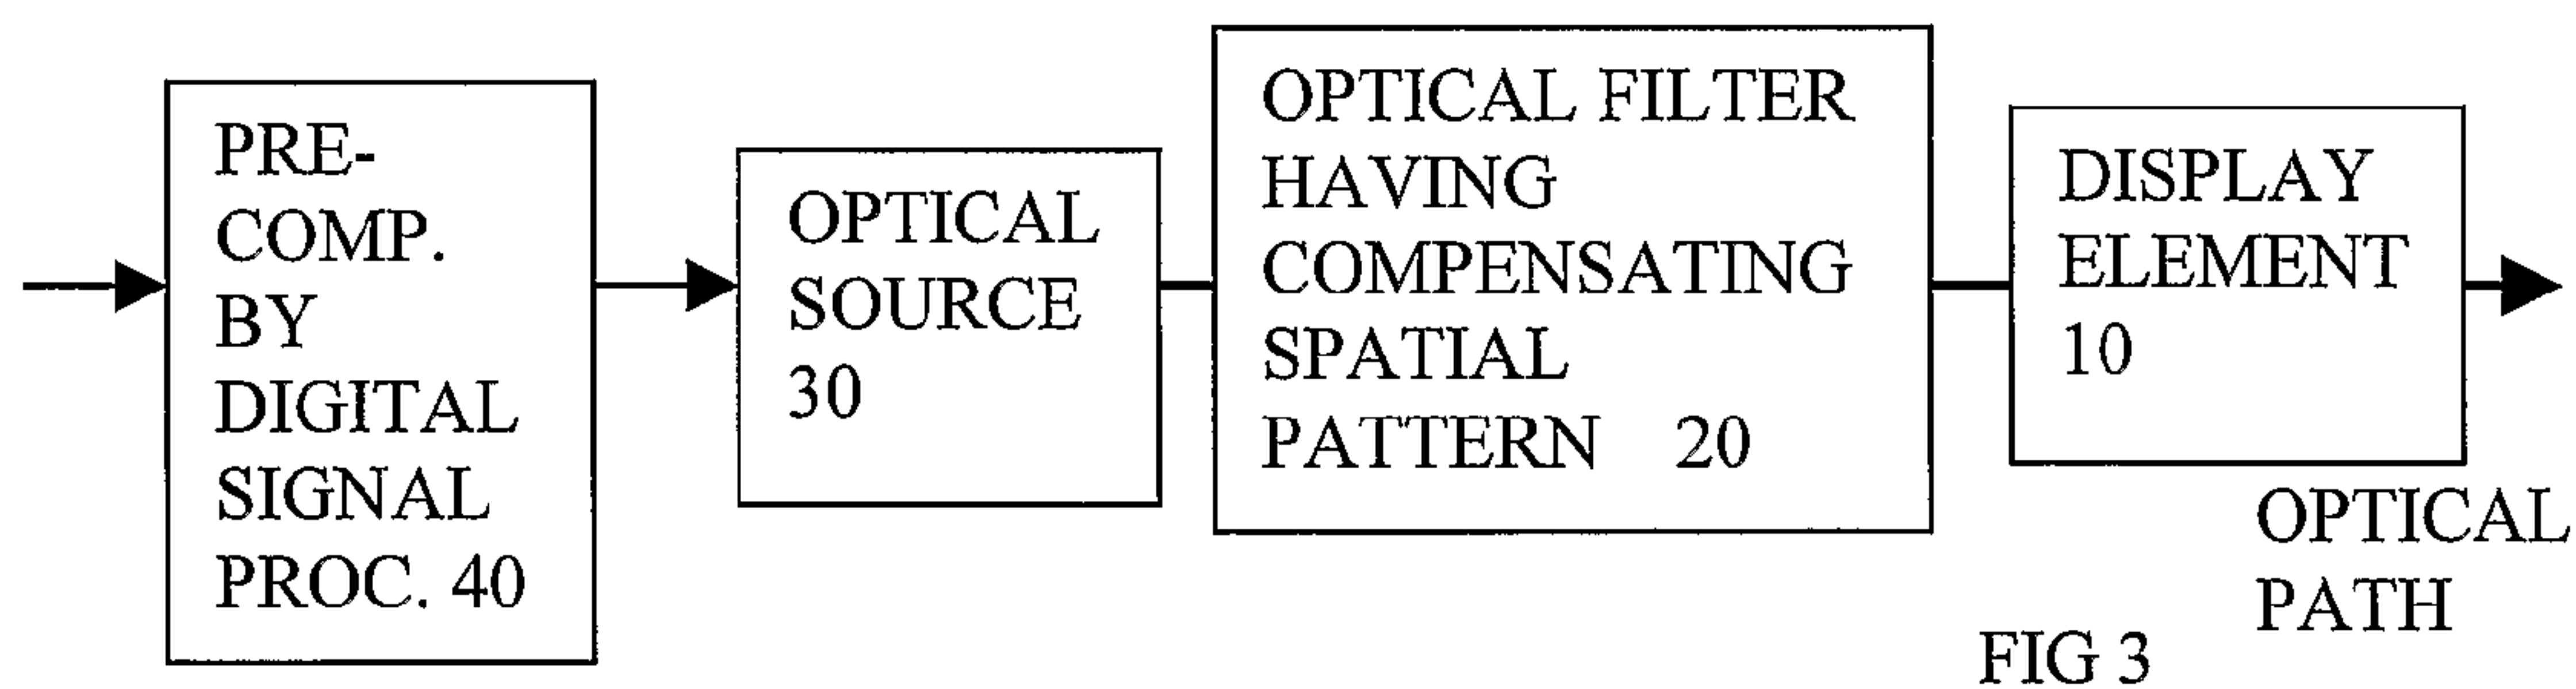 PRE-
COMP.
BY
DIGITAL
SIGNAL
PROC. 40
OPTICAL
SOURCE
30
OPTICAL FILTER
HAVING
COMPENSATING
SPATIAL
PATTERN 20
DISPLAY
ELEMENT
10
OPTICAL
PATH
FIG 3